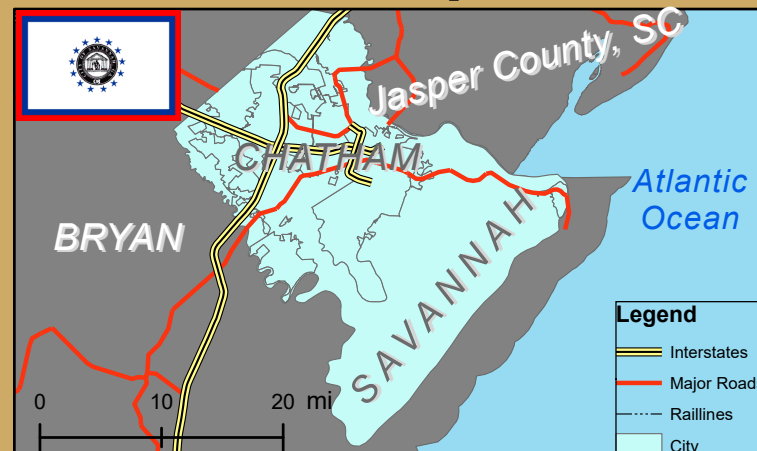 Jasper County, SC
CHATHAM
Atlantic
Ocean
BRYAN
SAVANNAH
Legend
Interstates
Major Road
Raillines
City
0 10 20 mi